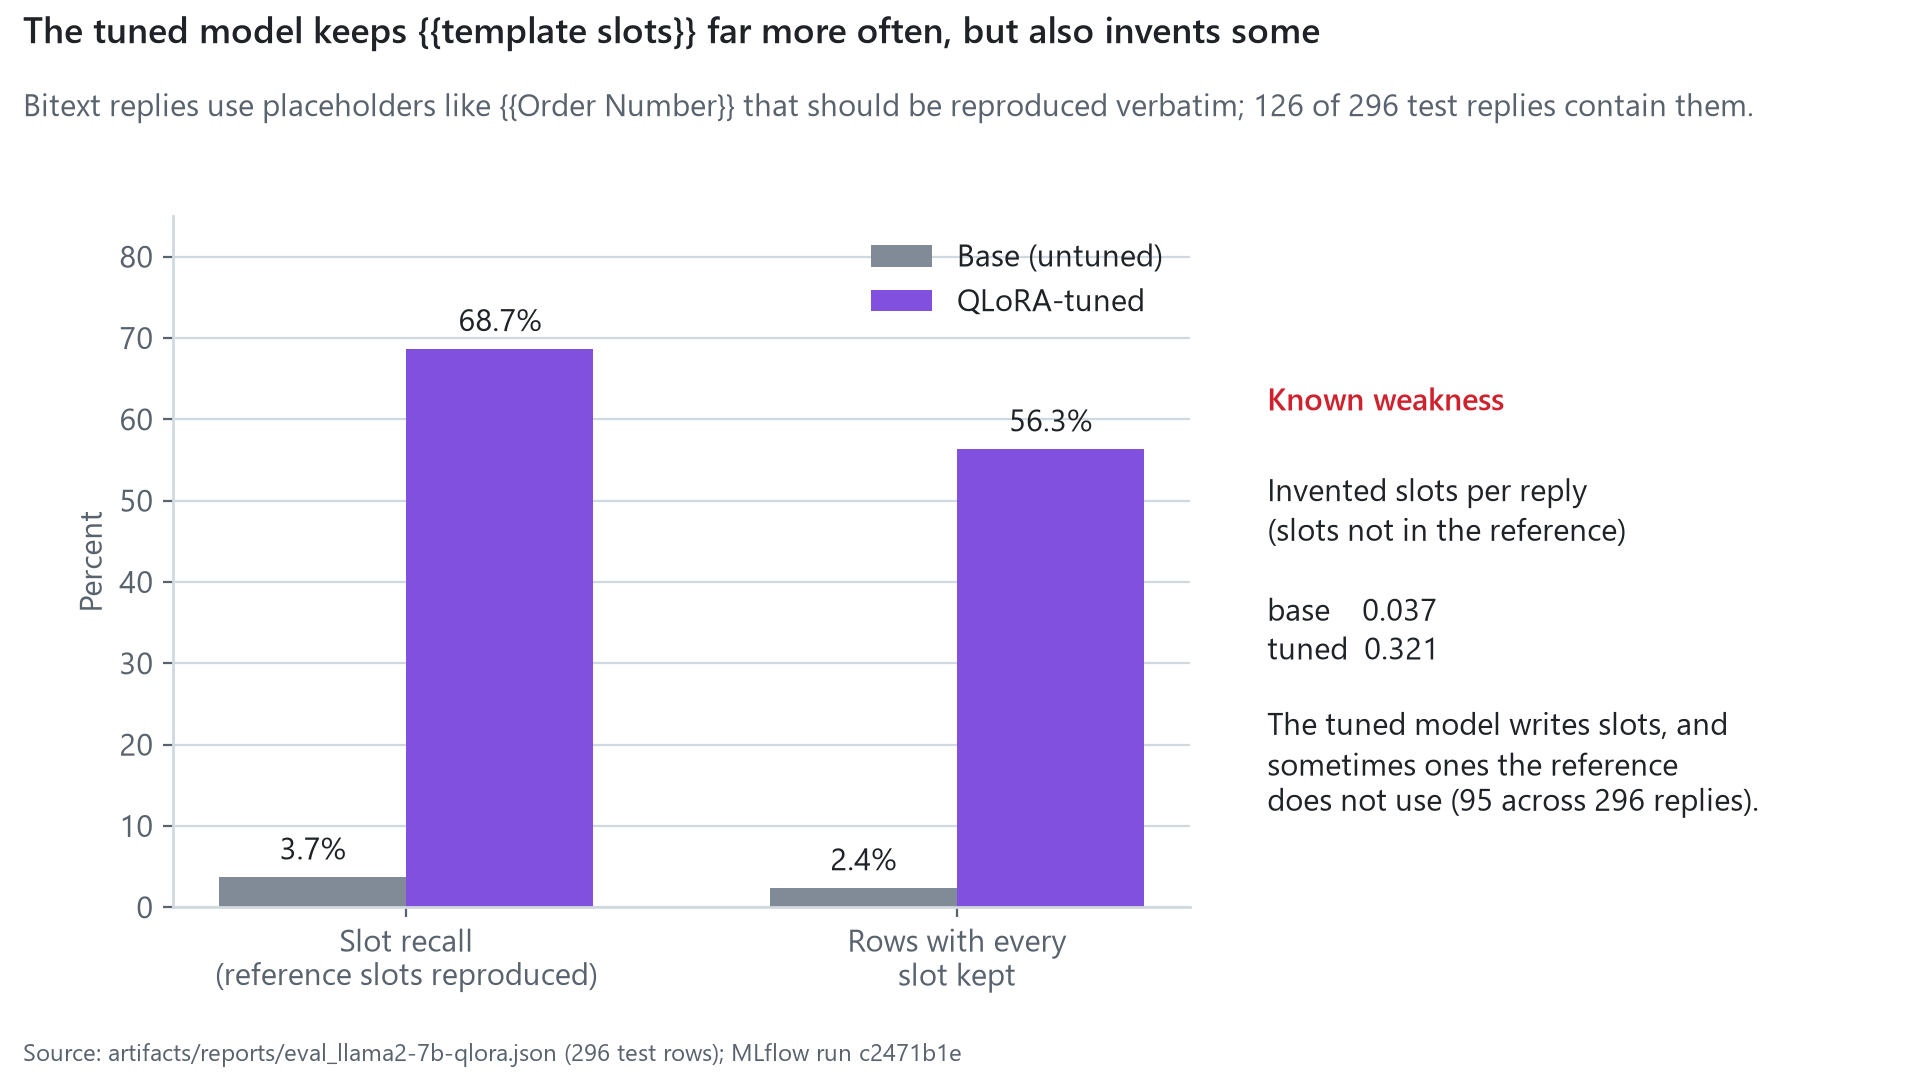 The tuned model keeps {{template slots}} far more often, but also invents some
Bitext replies use placeholders like {{Order Number}} that should be reproduced verbatim; 126 of 296 test replies contain them.
Percent
80
70
60
50
40
30
20
10
0
Base (untuned)
QLoRA-tuned
68.7%
56.3%
3.7%
2.4%
Slot recall
(reference slots reproduced)
Rows with every
slot kept
Known weakness
Invented slots per reply
(slots not in the reference)
base 0.037
tuned 0.321
The tuned model writes slots, and
sometimes ones the reference
does not use (95 across 296 replies).
Source: artifacts/reports/eval_llama2-7b-qlora.json (296 test rows); MLflow run c2471b1e